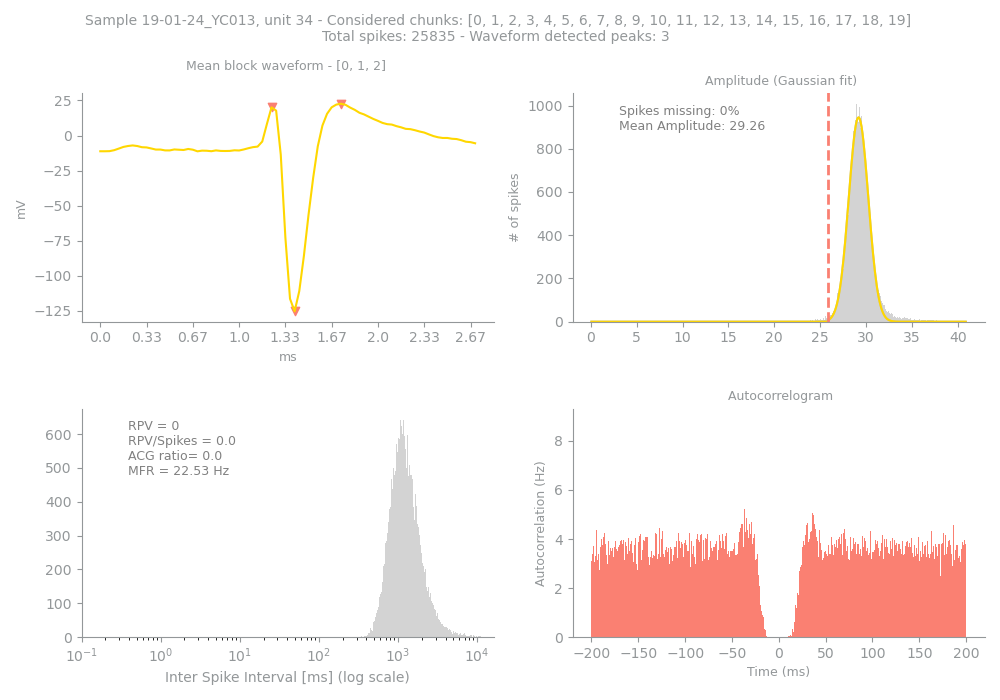 Sample 19-01-24_YC013, unit 34 - Considered chunks: [0, 1, 2, 3, 4, 5, 6, 7, 8, 9, 10, 11, 12, 13, 14, 15, 16, 17, 18, 19]
Total spikes: 25835 - Waveform detected peaks: 3
Mean block waveform - [0, 1, 2]
25
0
−25
−50
−75
−100
−125
mV
0.0 0.33 0.67 1.0 1.33 1.67 2.0 2.33 2.67
ms
Amplitude (Gaussian fit)
Spikes missing: 0%
Mean Amplitude: 29.26
1000
800
600
400
200
0
# of spikes
0 5 10 15 20 25 30 35 40
RPV = 0
RPV/Spikes = 0.0
ACG ratio= 0.0
MFR = 22.53 Hz
600
500
400
300
200
100
0
10⁻¹ 10⁰ 10¹ 10² 10³ 10⁴
Inter Spike Interval [ms] (log scale)
Autocorrelogram
8
6
4
2
0
Autocorrelation (Hz)
−200 −150 −100 −50 0 50 100 150 200
Time (ms)